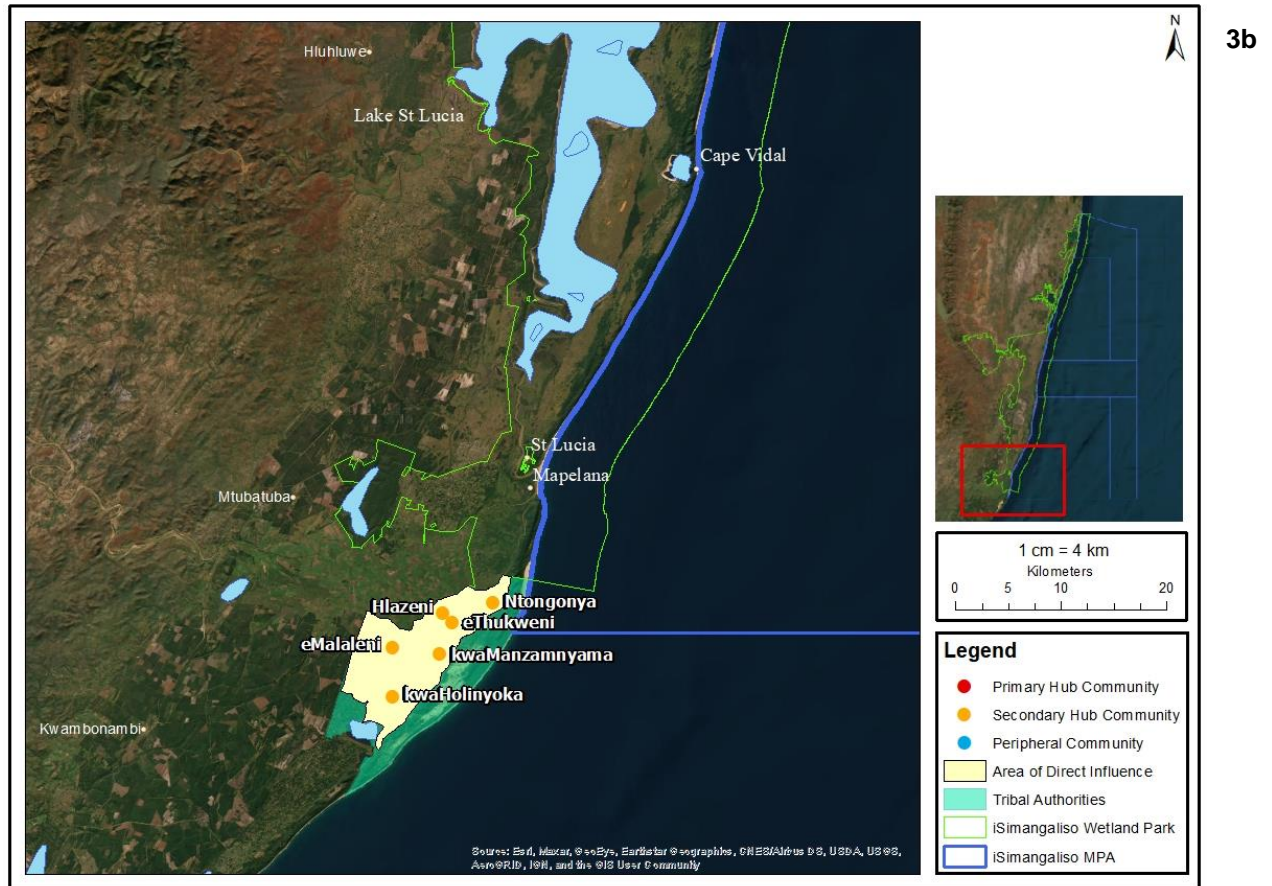 3b
N
Hluhluwe
Lake St Lucia
Cape Vidal
St Lucia
Mapelana
Mtubatuba
Ntongonya
Hlazeni
eThukweni
eMalaleni
kwaManzamnyama
kwaHolinyoka
Kwambonambi
Source: Esri, Maxar, GeoEye, Earthstar Geographics, CNES/Airbus DS, USDA, USGS,
AeroGRID, IGN, and the GIS User Community
1 cm = 4 km
Kilometers
0 5 10 20
Legend
Primary Hub Community
Secondary Hub Community
Peripheral Community
Area of Direct Influence
Tribal Authorities
iSimangaliso Wetland Park
iSimangaliso MPA